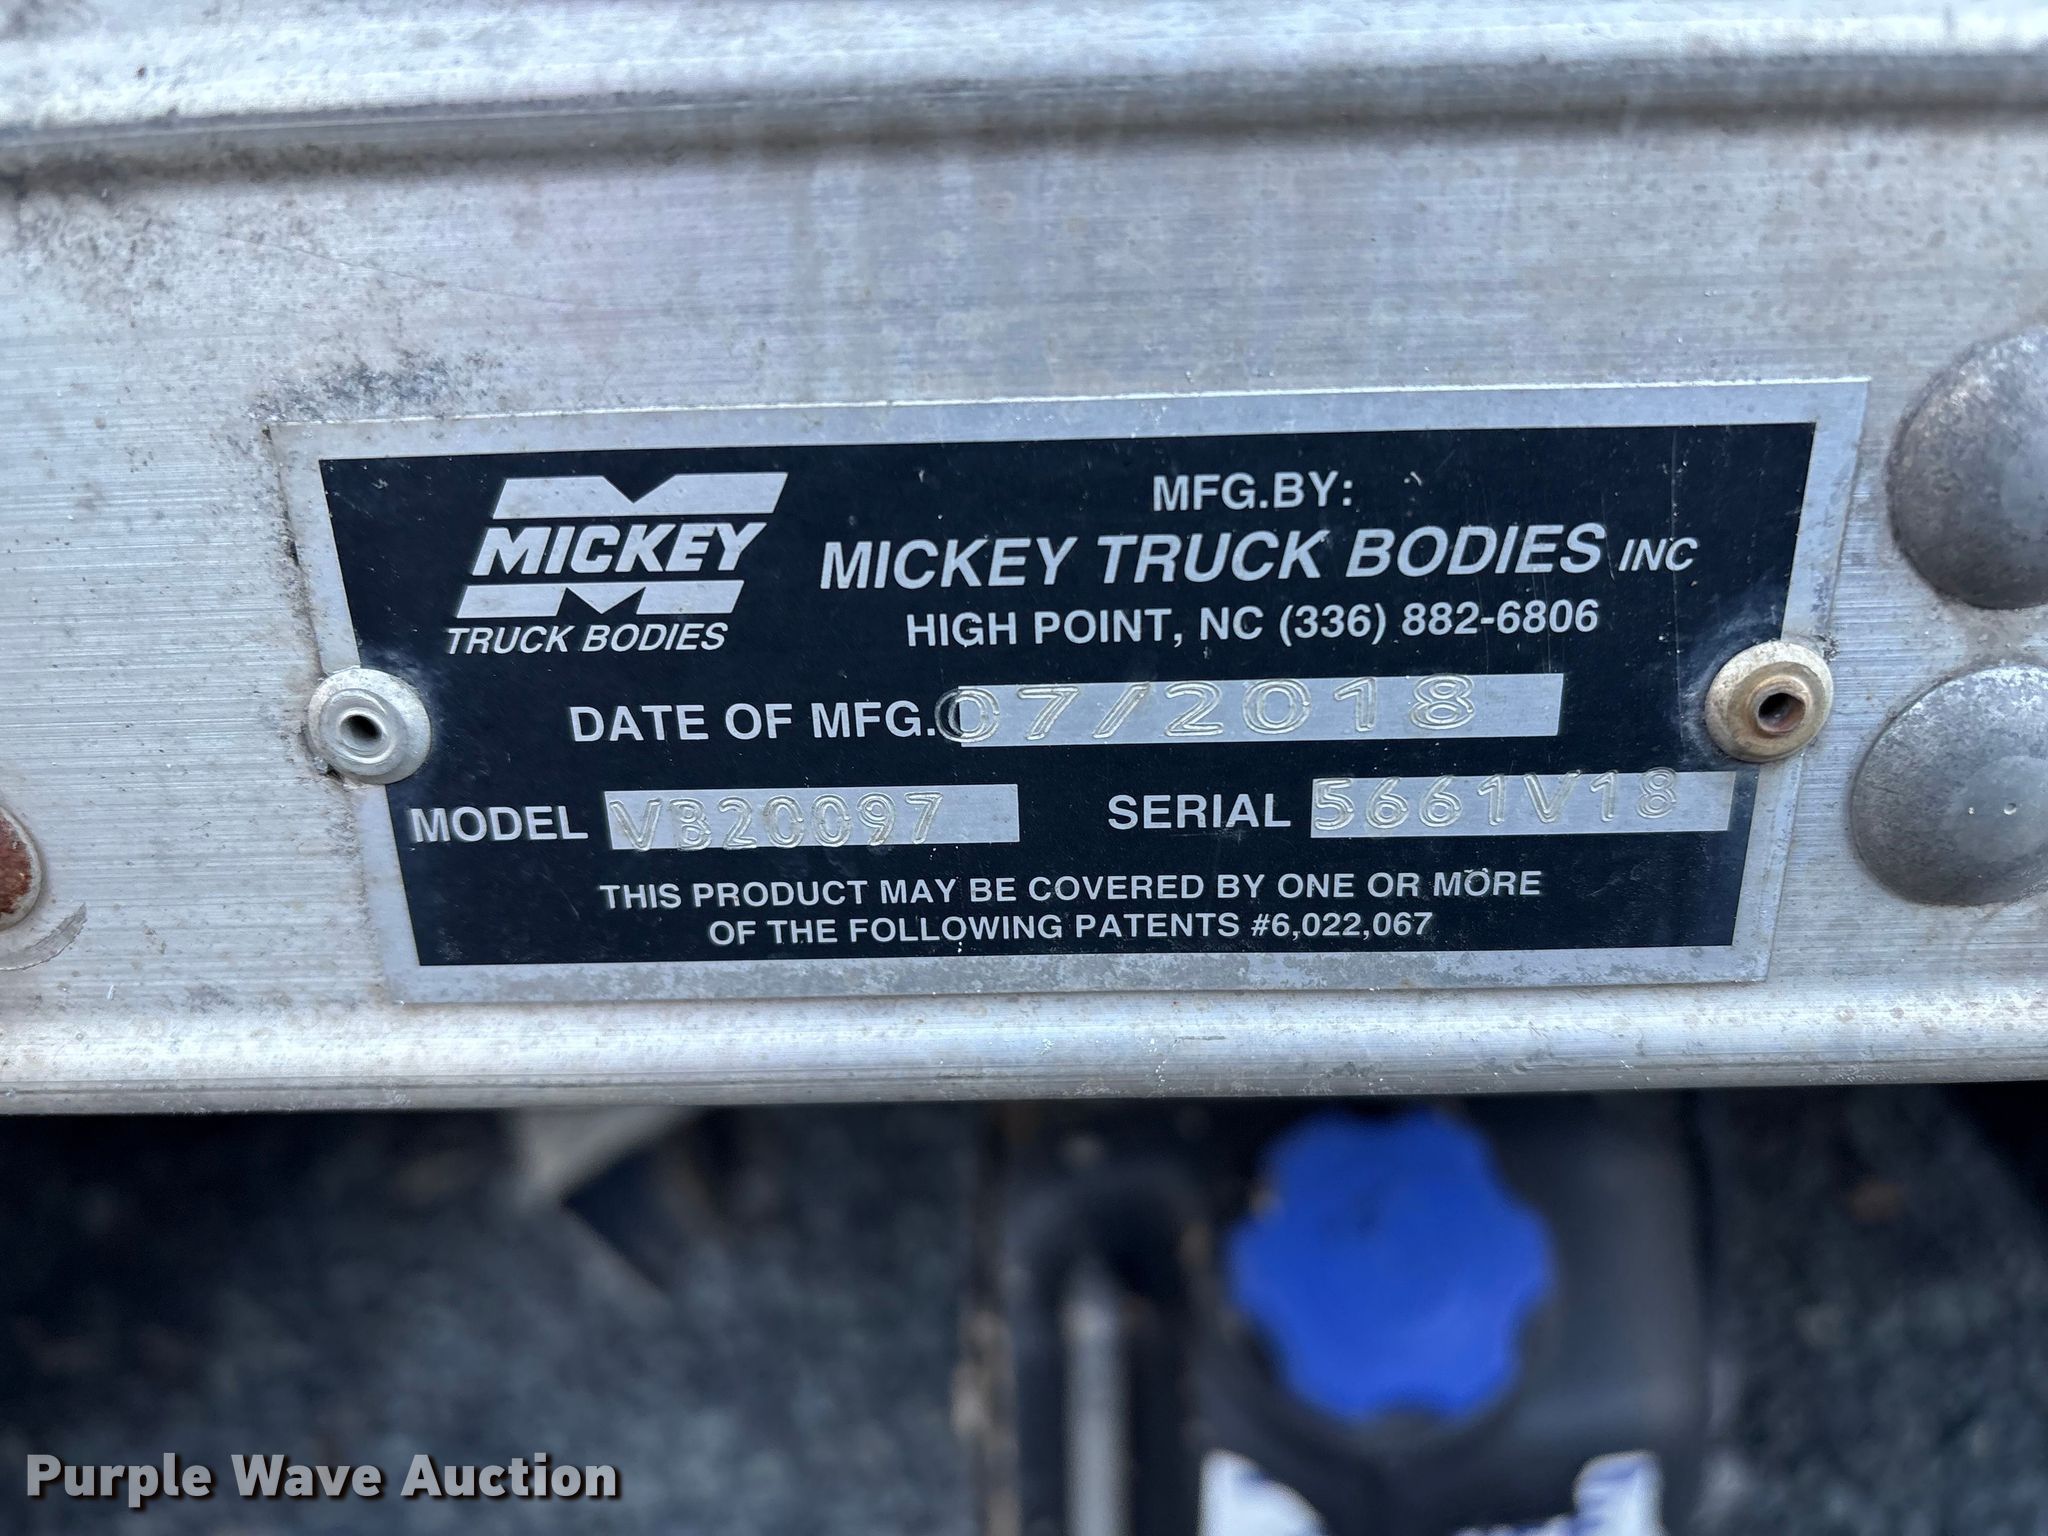 MICKEY
TRUCK BODIES
MFG.BY:
MICKEY TRUCK BODIES INC
HIGH POINT, NC (336) 882-6806
DATE OF MFG. 07/2018
MODEL VB20097 SERIAL 5661V18
THIS PRODUCT MAY BE COVERED BY ONE OR MORE
OF THE FOLLOWING PATENTS #6,022,067
Purple Wave Auction